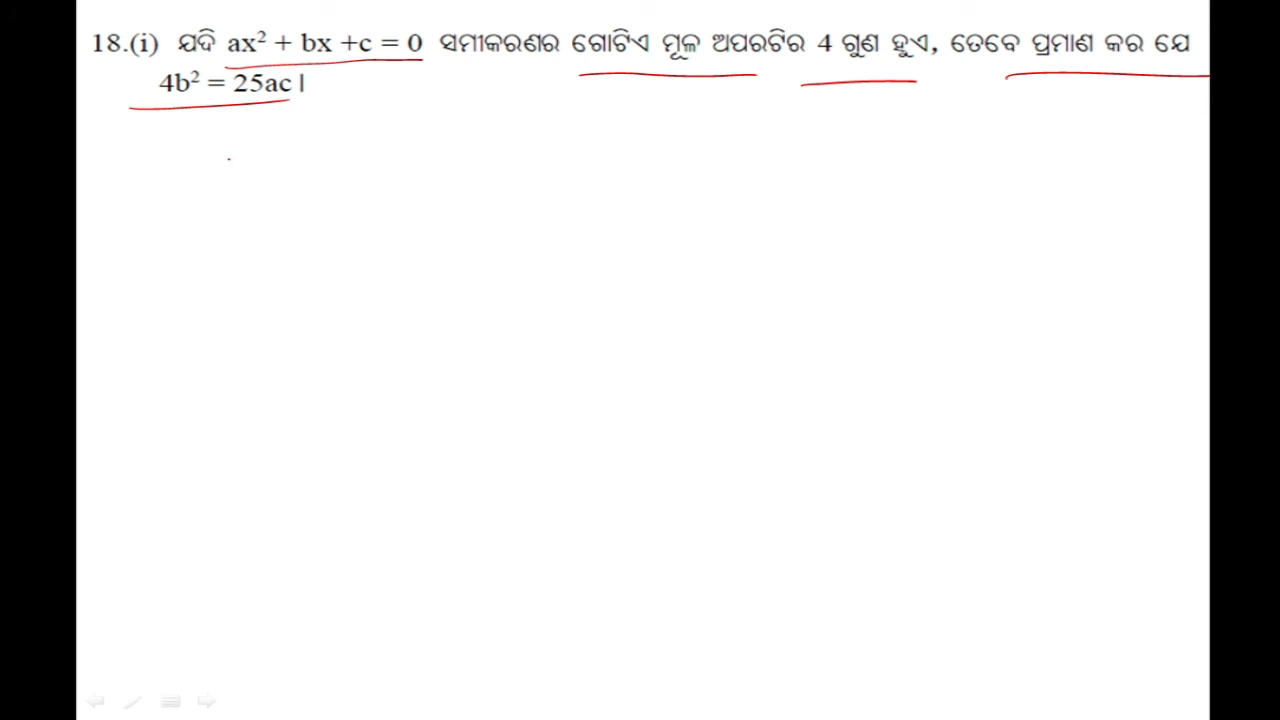 18.(i) ଯଦି ax² + bx +c = 0 ସମୀକରଣର ଗୋଟିଏ ମୂଳ ଅପରଟିର 4 ଗୁଣ ହୁଏ, ତେବେ ପ୍ରମାଣ କର ଯେ
4b² = 25ac |